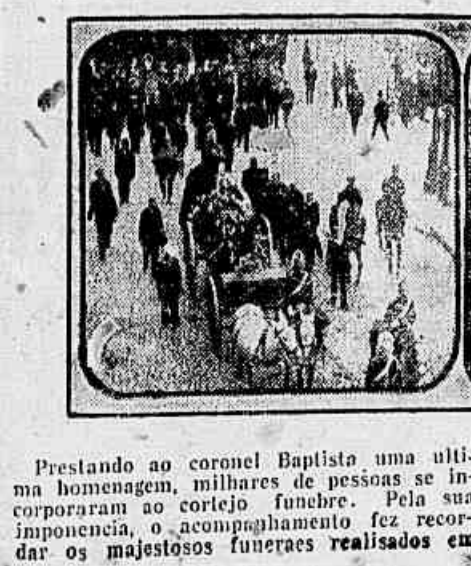 Prestando ao coronel Baptista uma ulti-
ma homenagem, milhares de pessoas se in-
corporaram ao cortejo funebre. Pela sua
imponencia, o acompanhamento fez recor-
dar os majestosos funeraes realisados em